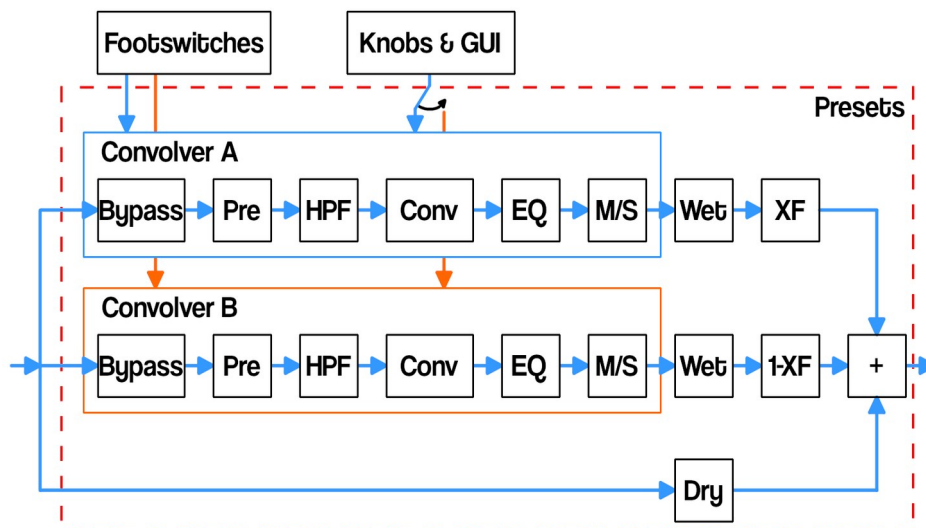 Footswitches
Knobs & GUI
Presets
Convolver A
Bypass
Pre
HPF
Conv
EQ
M/S
Wet
XF
Convolver B
Bypass
Pre
HPF
Conv
EQ
M/S
Wet
1-XF
+
Dry